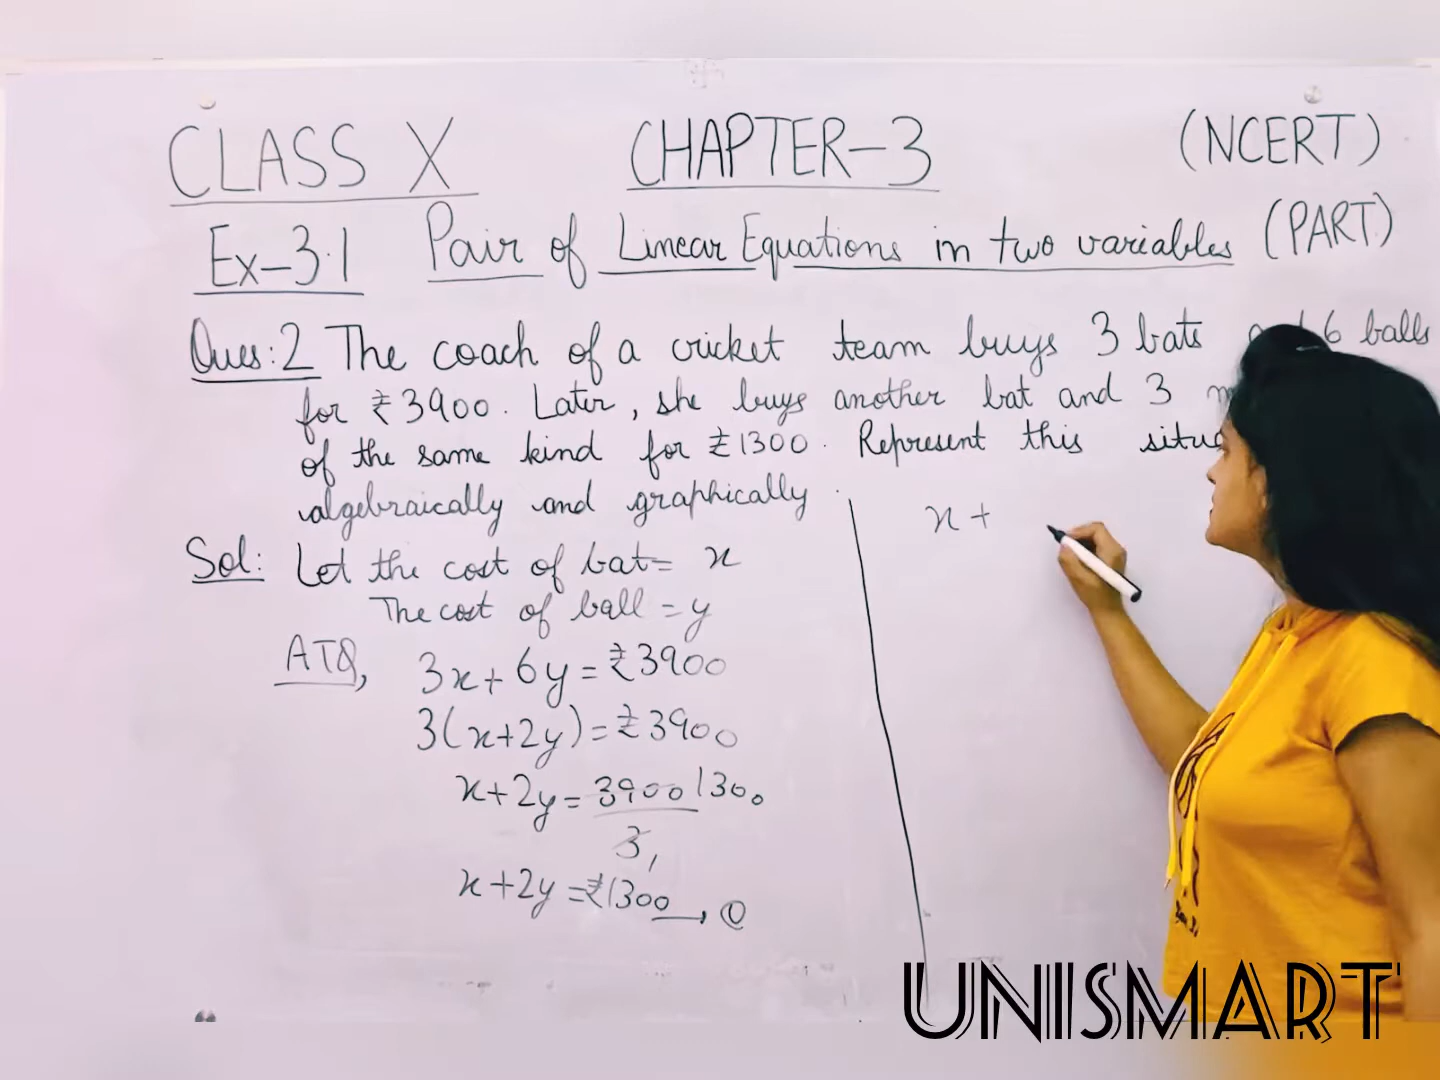 CLASS X CHAPTER-3 (NCERT)
Ex-3.1 Pair of Linear Equations in two variables (PART)
Ques:2 The coach of a cricket team buys 3 bats 6 balls
for ₹3900. Later, she buys another bat and 3
of the same kind for ₹1300. Represent this
algebraically and graphically.
Sol: Let the cost of bat = x
The cost of ball = y
ATQ, 3x+6y=₹3900
3(x+2y)=₹3900
x+2y=3900 1300
3,
x+2y=₹1300 → ①
x+
UNISMART